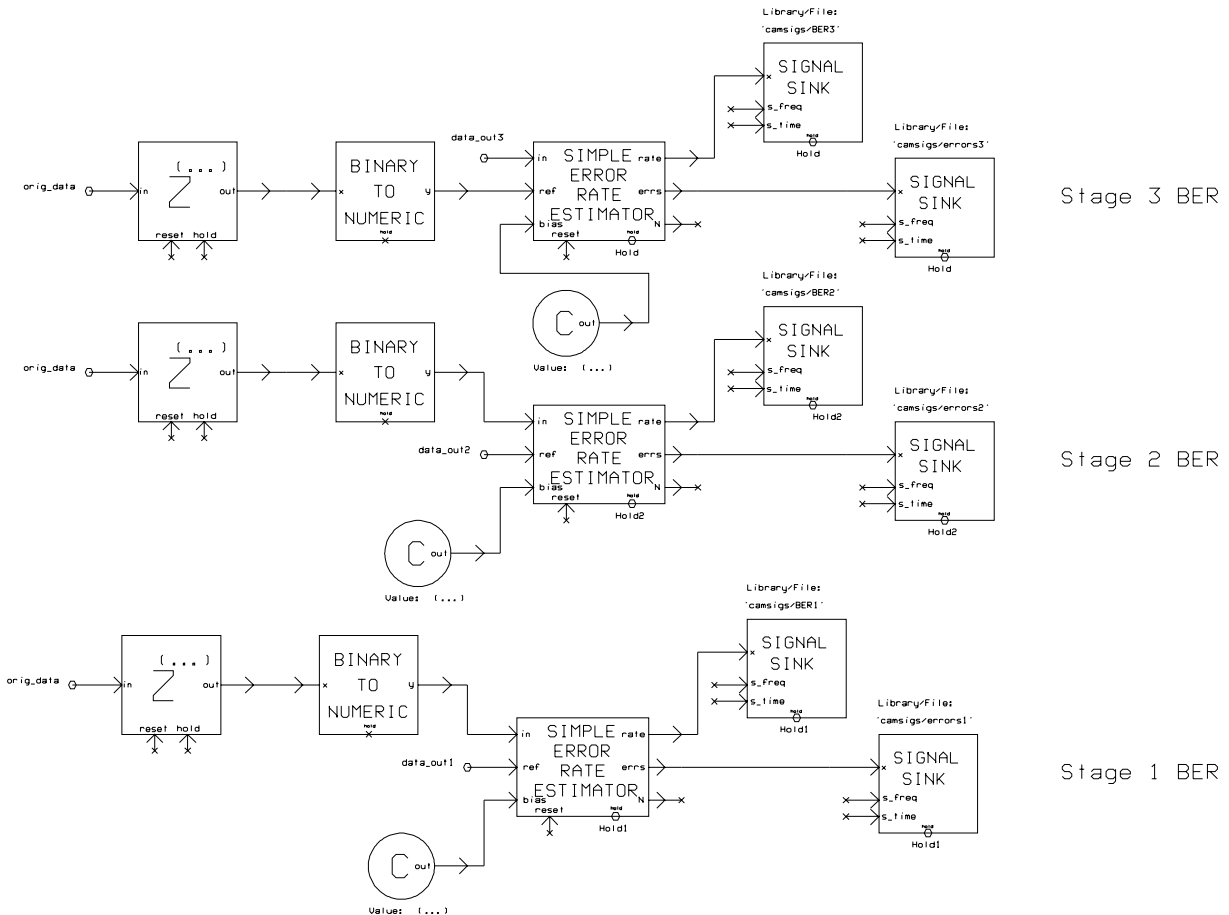 Library/File:
'camsigs/BER3'
SIGNAL
SINK
x
s_freq
s_time
hold
Hold
Library/File:
'camsigs/errors3'
SIGNAL
SINK
x
s_freq
s_time
hold
Hold
orig_data
in
Z
(...)
out
reset hold
x
BINARY
TO
NUMERIC
y
hold
data_out3
in
ref
bias
SIMPLE
ERROR
RATE
ESTIMATOR
rate
errs
N
reset
hold
Hold
Stage 3 BER
C out
Value: (...)
Library/File:
'camsigs/BER2'
SIGNAL
SINK
x
s_freq
s_time
hold
Hold2
Library/File:
'camsigs/errors2'
SIGNAL
SINK
x
s_freq
s_time
hold
Hold2
orig_data
in
Z
(...)
out
reset hold
x
BINARY
TO
NUMERIC
y
hold
data_out2
in
ref
bias
SIMPLE
ERROR
RATE
ESTIMATOR
rate
errs
N
reset
hold
Hold2
Stage 2 BER
C out
Value: (...)
Library/File:
'camsigs/BER1'
SIGNAL
SINK
x
s_freq
s_time
hold
Hold1
Library/File:
'camsigs/errors1'
SIGNAL
SINK
x
s_freq
s_time
hold
Hold1
orig_data
in
Z
(...)
out
reset hold
x
BINARY
TO
NUMERIC
y
hold
data_out1
in
ref
bias
SIMPLE
ERROR
RATE
ESTIMATOR
rate
errs
N
reset
hold
Hold1
Stage 1 BER
C out
Value: (...)